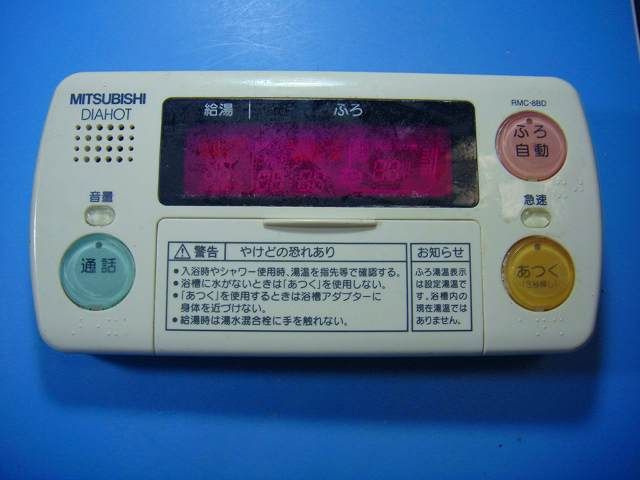 MITSUBISHI
DIAHOT
給湯
ふろ
RMC-8BD
ふろ
自動
音量
急速
通話
あつく
警告
やけどの恐れあり
お知らせ
●入浴時やシャワー使用時、湯温を指先等で確認する。
●浴槽に水がないときは「あつく」を使用しない。
●「あつく」を使用するときは浴槽アダプターに
身体を近づけない。
●給湯時は湯水混合栓に手を触れない。
ふろ湯温表示
は設定湯温で
す。浴槽内の
現在湯温では
ありません。